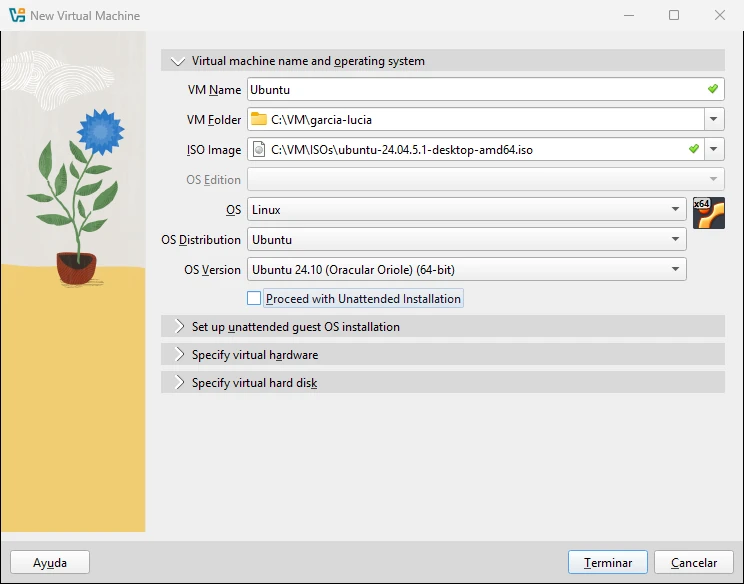 New Virtual Machine
Virtual machine name and operating system
VM Name Ubuntu
VM Folder C:\VM\garcia-lucia
ISO Image C:\VM\ISOs\ubuntu-24.04.5.1-desktop-amd64.iso
OS Edition
OS Linux x64
OS Distribution Ubuntu
OS Version Ubuntu 24.10 (Oracular Oriole) (64-bit)
Proceed with Unattended Installation
Set up unattended guest OS installation
Specify virtual hardware
Specify virtual hard disk
Ayuda Terminar Cancelar